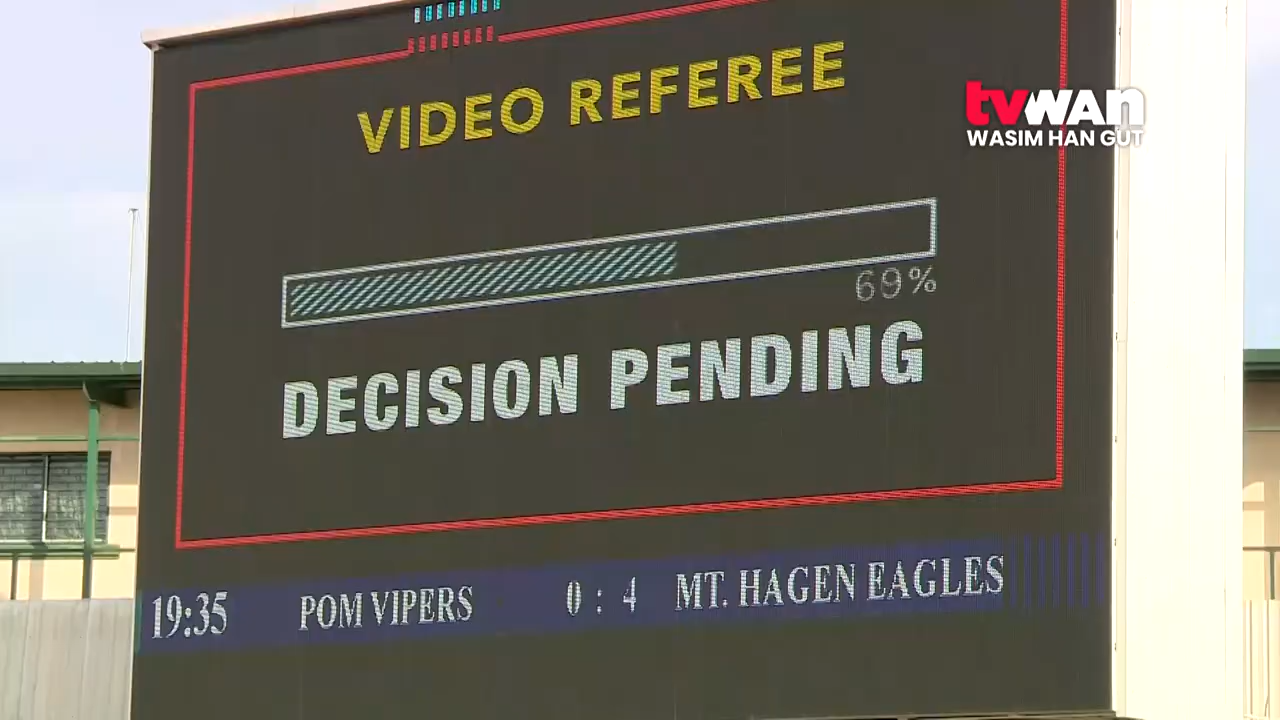 VIDEO REFEREE
tvwan
WASIM HAN GUT
69%
DECISION PENDING
19:35 POM VIPERS 0 : 4 MT. HAGEN EAGLES